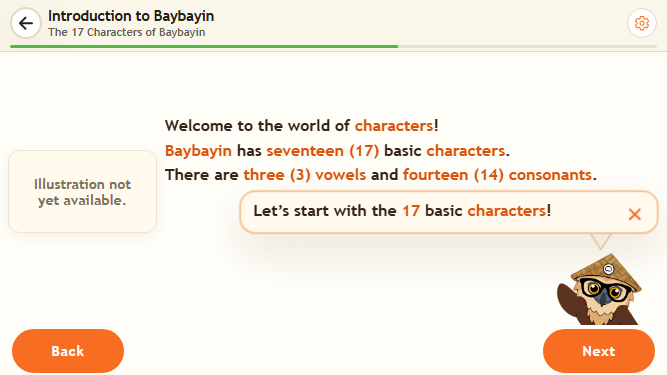 Introduction to Baybayin
The 17 Characters of Baybayin
Welcome to the world of characters!
Baybayin has seventeen (17) basic characters.
There are three (3) vowels and fourteen (14) consonants.
Illustration not
yet available.
Let’s start with the 17 basic characters!
Back
Next